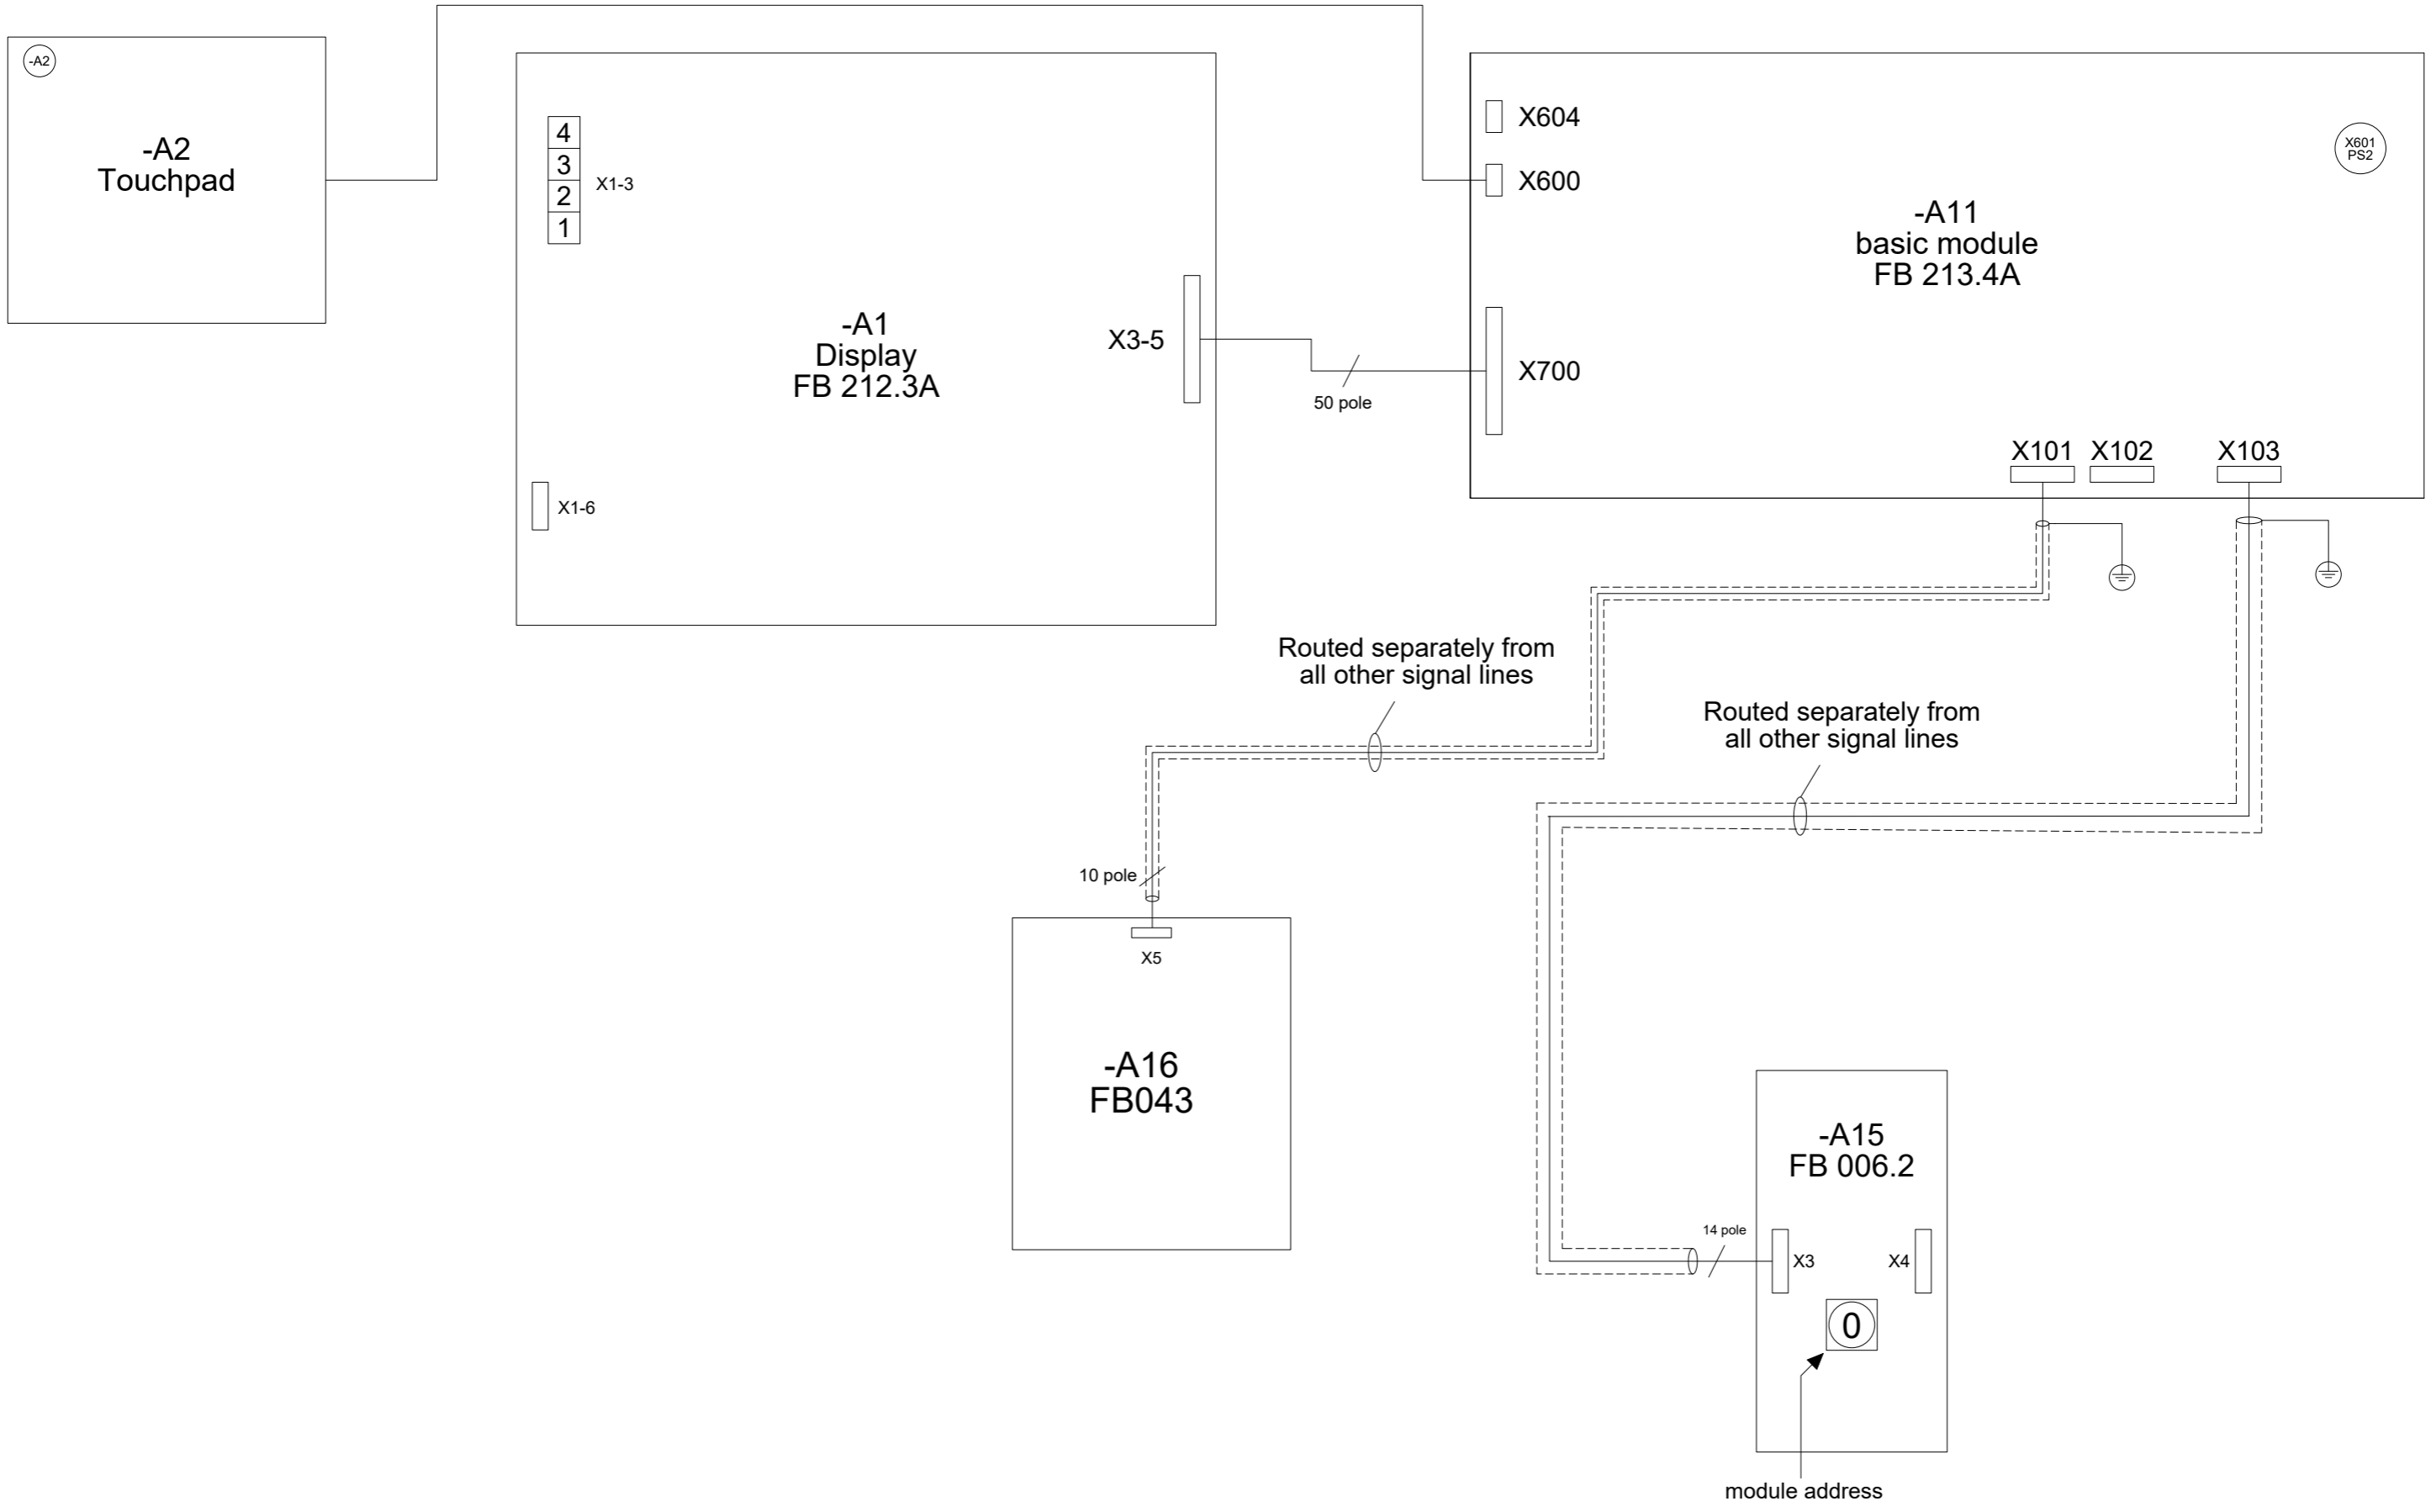 -A2
-A2
Touchpad
4
3
2
1
X1-3
-A1
Display
FB 212.3A
X3-5
X1-6
50 pole
X604
X600
X700
X601
PS2
-A11
basic module
FB 213.4A
X101
X102
X103
Routed separately from
all other signal lines
Routed separately from
all other signal lines
10 pole
X5
-A16
FB043
-A15
FB 006.2
14 pole
X3
X4
0
module address